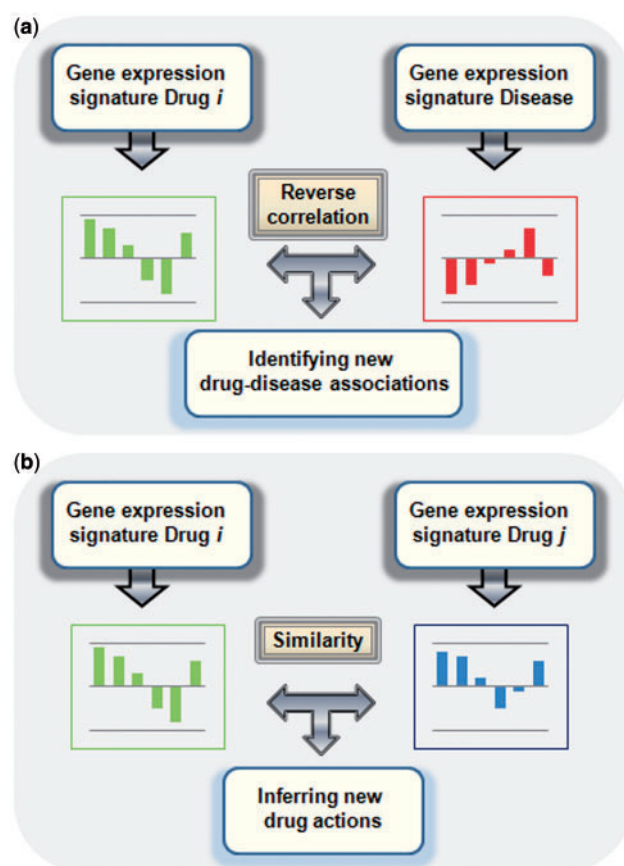 (a)
Gene expression
signature Drug i
Gene expression
signature Disease
Reverse
correlation
Identifying new
drug-disease associations
(b)
Gene expression
signature Drug i
Gene expression
signature Drug j
Similarity
Inferring new
drug actions